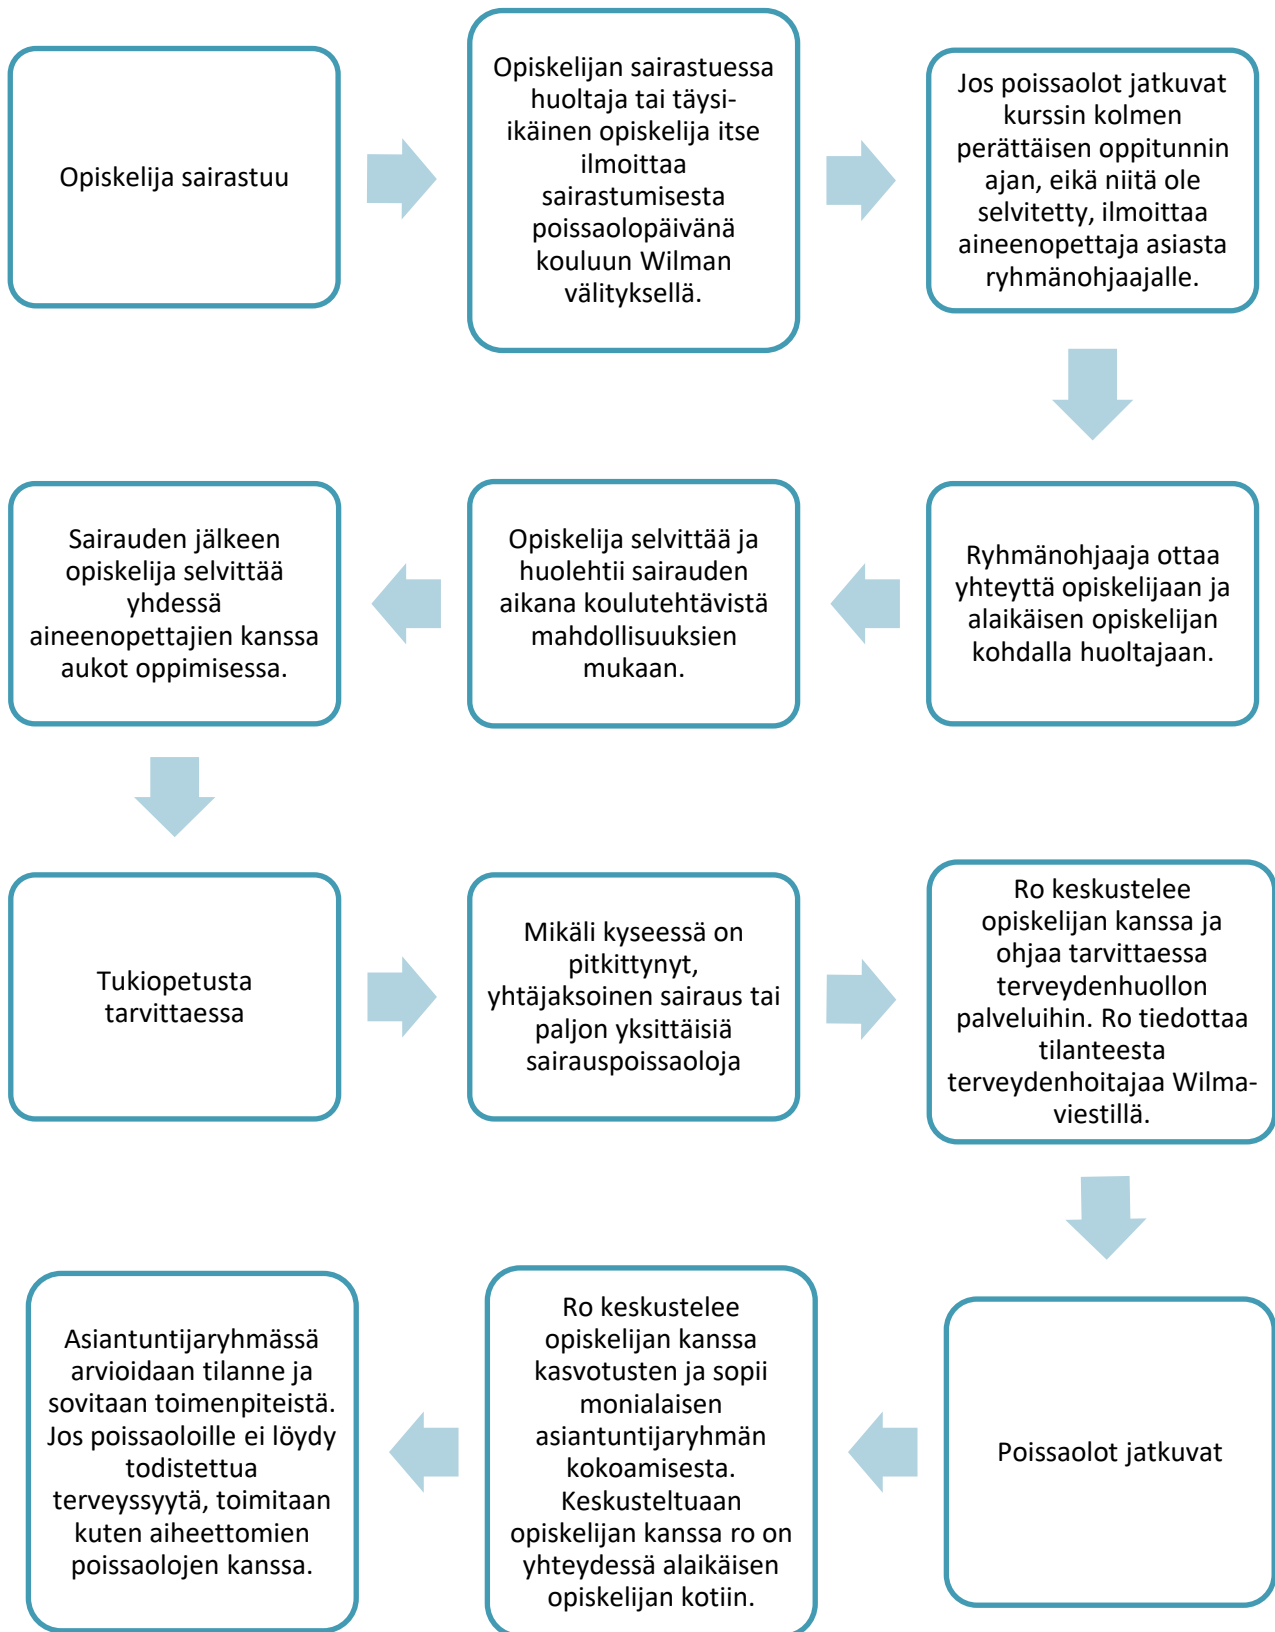 Opiskelija sairastuu
Opiskelijan sairastuessa
huoltaja tai täysi-
ikäinen opiskelija itse
ilmoittaa
sairastumisesta
poissaolopäivänä
kouluun Wilman
välityksellä.
Jos poissaolot jatkuvat
kurssin kolmen
perättäisen oppitunnin
ajan, eikä niitä ole
selvitetty, ilmoittaa
aineenopettaja asiasta
ryhmänohjaajalle.
Ryhmänohjaaja ottaa
yhteyttä opiskelijaan ja
alaikäisen opiskelijan
kohdalla huoltajaan.
Opiskelija selvittää ja
huolehtii sairauden
aikana koulutehtävistä
mahdollisuuksien
mukaan.
Sairauden jälkeen
opiskelija selvittää
yhdessä
aineenopettajien kanssa
aukot oppimisessa.
Tukiopetusta
tarvittaessa
Mikäli kyseessä on
pitkittynyt,
yhtäjaksoinen sairaus tai
paljon yksittäisiä
sairauspoissaoloja
Ro keskustelee
opiskelijan kanssa ja
ohjaa tarvittaessa
terveydenhuollon
palveluihin. Ro tiedottaa
tilanteesta
terveydenhoitajaa Wilma-
viestillä.
Poissaolot jatkuvat
Ro keskustelee
opiskelijan kanssa
kasvotusten ja sopii
monialaisen
asiantuntijaryhmän
kokoamisesta.
Keskusteltuaan
opiskelijan kanssa ro on
yhteydessä alaikäisen
opiskelijan kotiin.
Asiantuntijaryhmässä
arvioidaan tilanne ja
sovitaan toimenpiteistä.
Jos poissaoloille ei löydy
todistettua
terveyssyytä, toimitaan
kuten aiheettomien
poissaolojen kanssa.